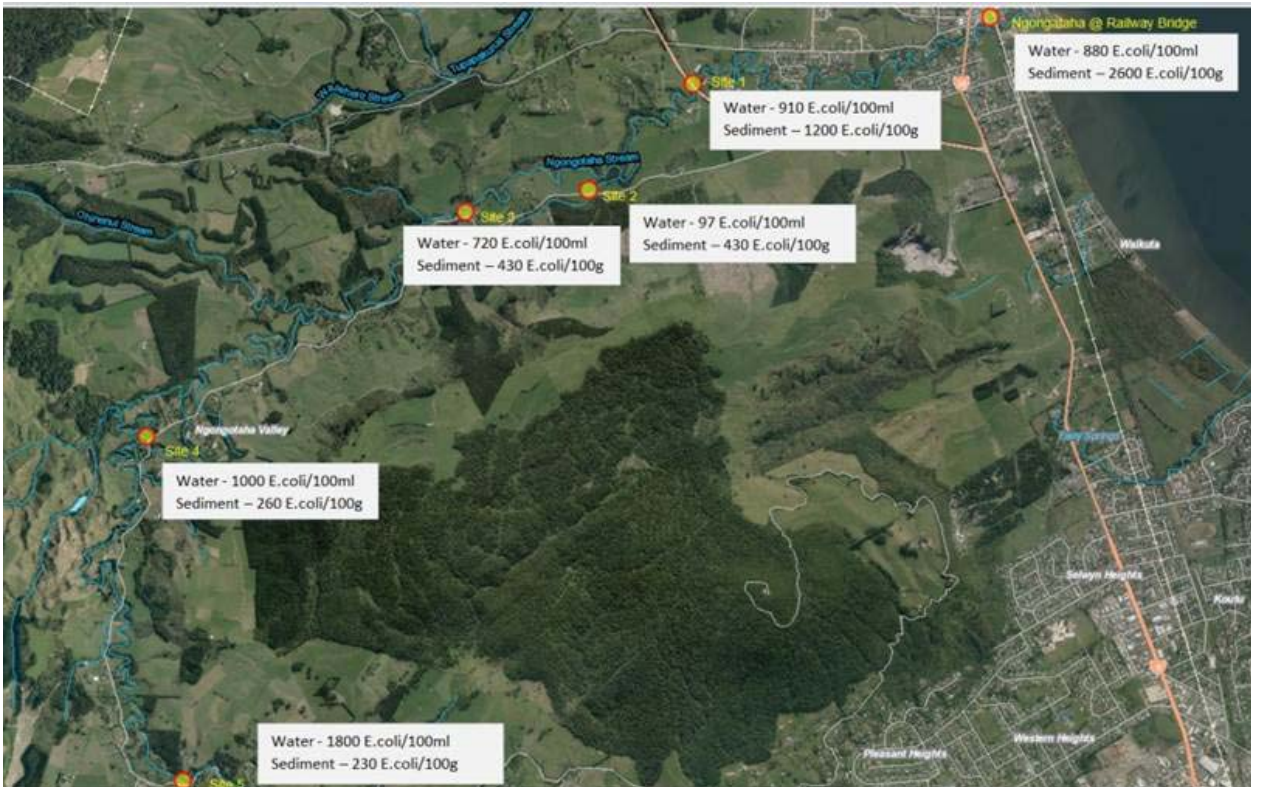 Ngongataha @ Railway Bridge
Water - 880 E.coli/100ml
Sediment – 2600 E.coli/100g
Site 1
Water - 910 E.coli/100ml
Sediment – 1200 E.coli/100g
Ngongotaha Stream
Site 2
Water - 97 E.coli/100ml
Sediment – 430 E.coli/100g
Site 3
Water - 720 E.coli/100ml
Sediment – 430 E.coli/100g
Waikuta
Ngongotaha Valley
Site 4
Water - 1000 E.coli/100ml
Sediment – 260 E.coli/100g
Selwyn Heights
Koutu
Western Heights
Pleasant Heights
Water - 1800 E.coli/100ml
Sediment – 230 E.coli/100g
Site 5